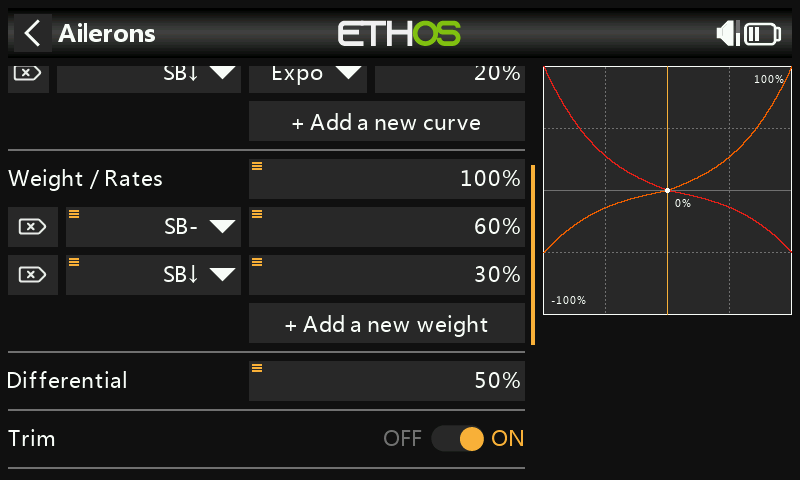 Ailerons
ETHOS
SB↓ Expo 20%
+ Add a new curve
Weight / Rates 100%
SB- 60%
SB↓ 30%
+ Add a new weight
Differential 50%
Trim OFF ON
100%
0%
-100%